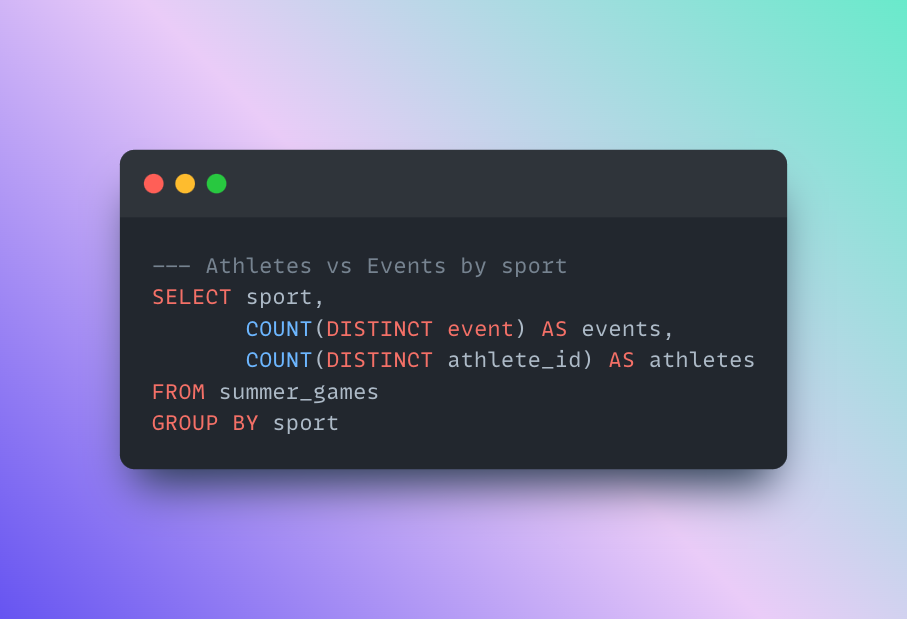 --- Athletes vs Events by sport
SELECT sport,
       COUNT(DISTINCT event) AS events,
       COUNT(DISTINCT athlete_id) AS athletes
FROM summer_games
GROUP BY sport